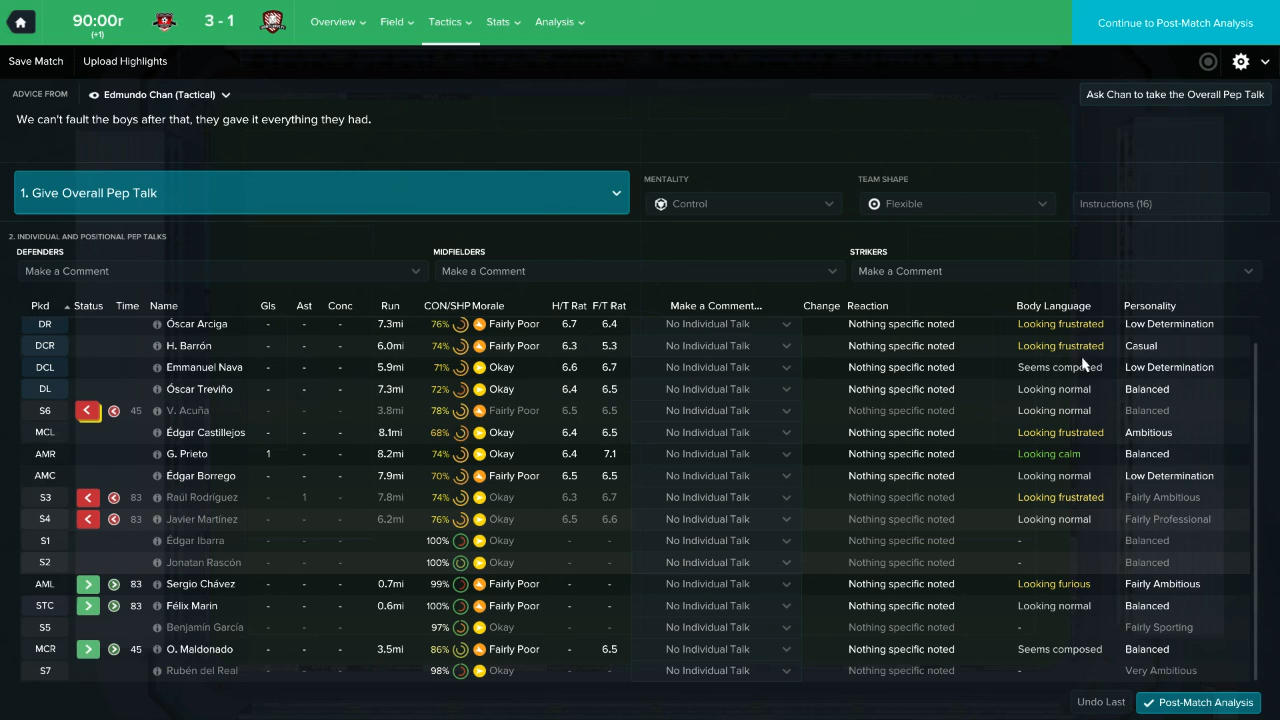 90:00r 3 - 1 Overview Field Tactics Stats Analysis Continue to Post-Match Analysis
(+1)
Save Match Upload Highlights
ADVICE FROM Edmundo Chan (Tactical) Ask Chan to take the Overall Pep Talk
We can't fault the boys after that, they gave it everything they had.
MENTALITY TEAM SHAPE
1. Give Overall Pep Talk Control Flexible Instructions (16)
2. INDIVIDUAL AND POSITIONAL PEP TALKS
DEFENDERS MIDFIELDERS STRIKERS
Make a Comment Make a Comment Make a Comment
Pkd Status Time Name Gls Ast Conc Run CON/SHP Morale H/T Rat F/T Rat Make a Comment... Change Reaction Body Language Personality
DR Óscar Arciga - - - 7.3mi 76% Fairly Poor 6.7 6.4 No Individual Talk Nothing specific noted Looking frustrated Low Determination
DCR H. Barrón - - - 6.0mi 74% Fairly Poor 6.3 5.3 No Individual Talk Nothing specific noted Looking frustrated Casual
DCL Emmanuel Nava - - - 5.9mi 71% Okay 6.6 6.7 No Individual Talk Nothing specific noted Seems composed Low Determination
DL Óscar Treviño - - - 7.3mi 72% Okay 6.4 6.5 No Individual Talk Nothing specific noted Looking normal Balanced
S6 45 V. Acuña - - - 3.8mi 78% Fairly Poor 6.5 6.5 No Individual Talk Nothing specific noted Looking normal Balanced
MCL Édgar Castillejos - - - 8.1mi 68% Okay 6.4 6.5 No Individual Talk Nothing specific noted Looking frustrated Ambitious
AMR G. Prieto 1 - - 8.2mi 74% Okay 6.4 7.1 No Individual Talk Nothing specific noted Looking calm Balanced
AMC Édgar Borrego - - - 7.9mi 70% Fairly Poor 6.6 6.5 No Individual Talk Nothing specific noted Looking normal Low Determination
S3 83 Raúl Rodríguez - 1 - 7.8mi 74% Okay 6.3 6.7 No Individual Talk Nothing specific noted Looking frustrated Fairly Ambitious
S4 83 Javier Martínez - - - 6.2mi 76% Okay 6.5 6.6 No Individual Talk Nothing specific noted Looking normal Fairly Professional
S1 Édgar Ibarra - - - 100% Okay - - No Individual Talk Nothing specific noted - Balanced
S2 Jonatan Rascón - - - 100% Okay - - No Individual Talk Nothing specific noted - Balanced
AML 83 Sergio Chávez - - - 0.7mi 99% Fairly Poor - - No Individual Talk Nothing specific noted Looking furious Fairly Ambitious
STC 83 Félix Marin - - - 0.6mi 100% Fairly Poor - - No Individual Talk Nothing specific noted Looking normal Balanced
S5 Benjamín García - - - 97% Okay - - No Individual Talk Nothing specific noted - Fairly Sporting
MCR 45 O. Maldonado - - - 3.5mi 86% Fairly Poor - 6.5 No Individual Talk Nothing specific noted Seems composed Balanced
S7 Rubén del Real - - - 98% Okay - - No Individual Talk Nothing specific noted - Very Ambitious
Undo Last Post-Match Analysis